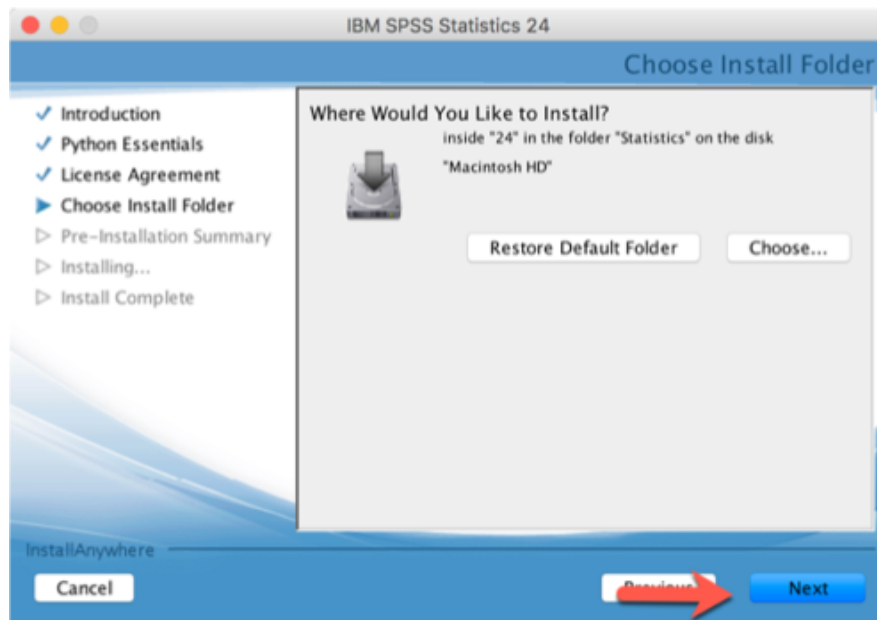 IBM SPSS Statistics 24
Choose Install Folder
Introduction
Python Essentials
License Agreement
Choose Install Folder
Pre-Installation Summary
Installing...
Install Complete
Where Would You Like to Install?
inside "24" in the folder "Statistics" on the disk
"Macintosh HD"
Restore Default Folder
Choose...
InstallAnywhere
Cancel
Previous
Next